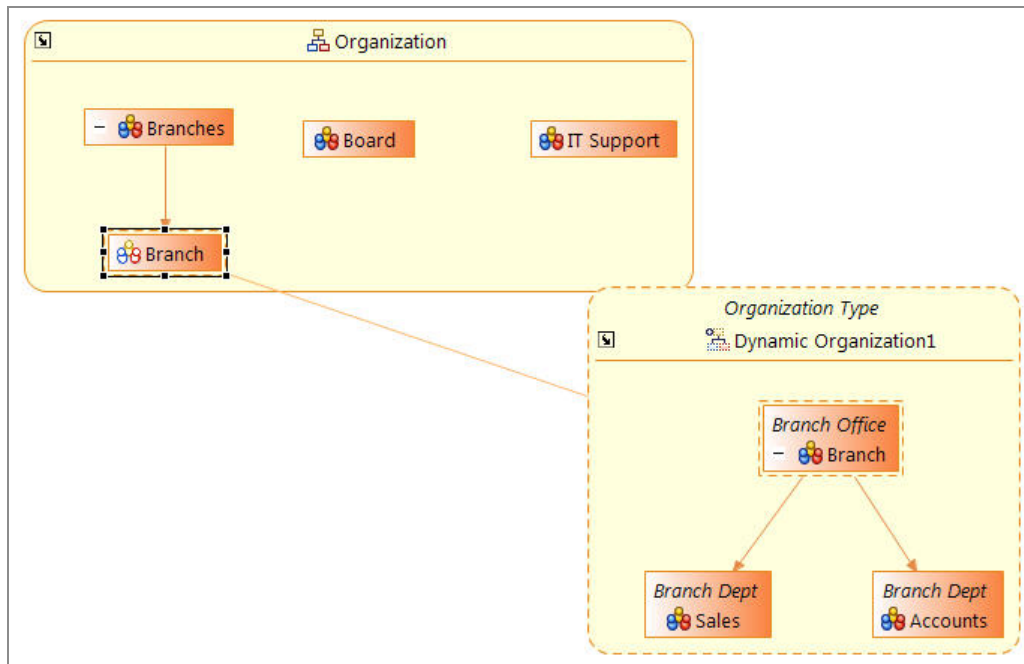 Organization
Branches
Board
IT Support
Branch
Organization Type
Dynamic Organization1
Branch Office
Branch
Branch Dept
Sales
Branch Dept
Accounts